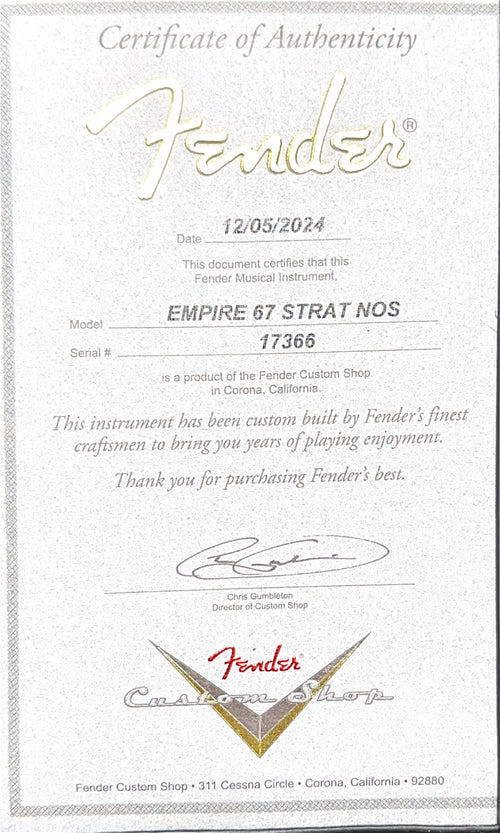 Certificate of Authenticity
Fender®
Date 12/05/2024
This document certifies that this
Fender Musical Instrument,
Model EMPIRE 67 STRAT NOS
Serial # 17366
is a product of the Fender Custom Shop
in Corona, California.
This instrument has been custom built by Fender's finest
craftsmen to bring you years of playing enjoyment.
Thank you for purchasing Fender's best.
Chris Gumbleton
Director of Custom Shop
Fender
Custom Shop
Fender Custom Shop • 311 Cessna Circle • Corona, California • 92880